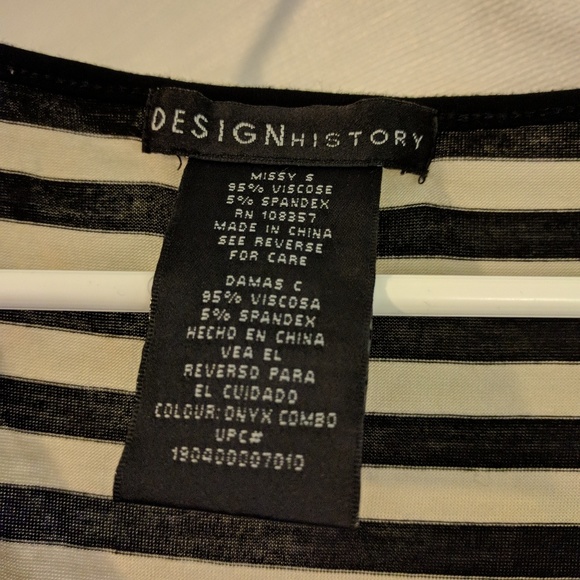 DESIGNHISTORY
MISSY S
95% VISCOSE
5% SPANDEX
RN 108357
MADE IN CHINA
SEE REVERSE
FOR CARE
DAMAS C
95% VISCOSA
5% SPANDEX
HECHO EN CHINA
VEA EL
REVERSO PARA
EL CUIDADO
COLOUR: ONYX COMBO
UPC#
190400007010